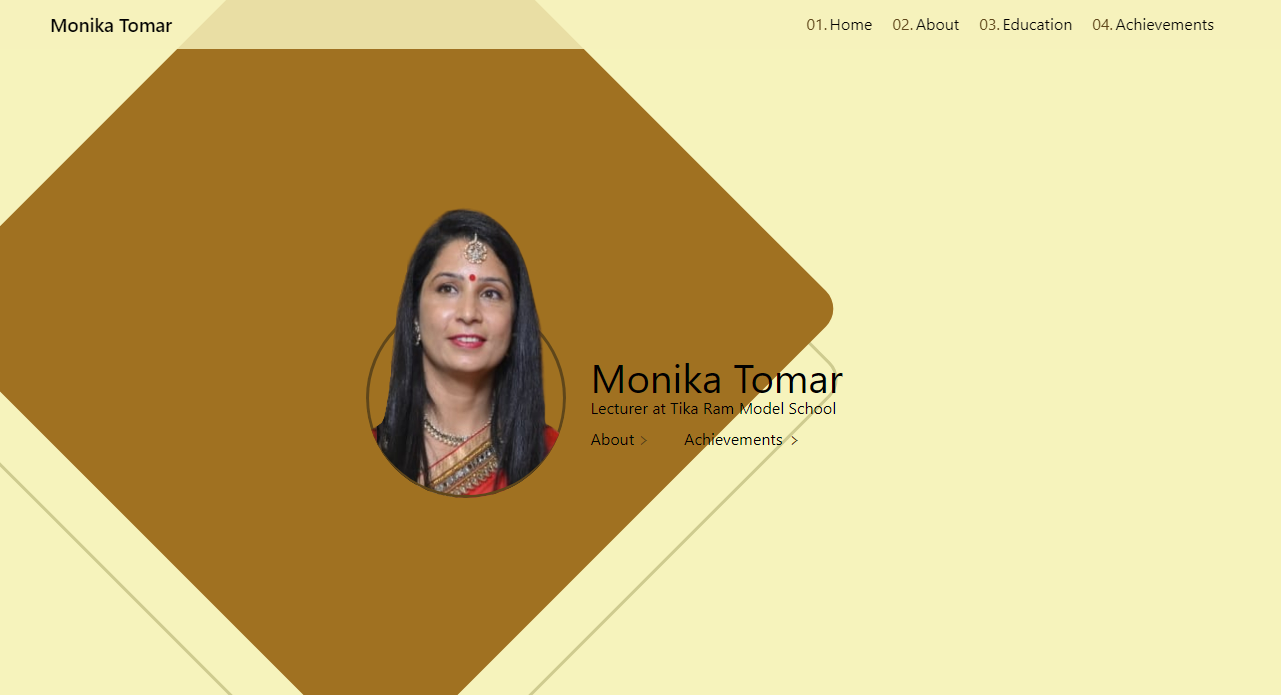 Monika Tomar
01. Home 02. About 03. Education 04. Achievements
Monika Tomar
Lecturer at Tika Ram Model School
About > Achievements >